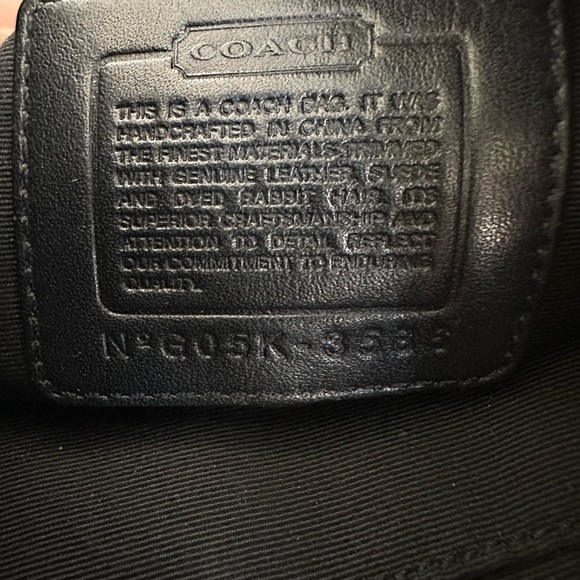 COACH
THIS IS A COACH BAG. IT WAS
HANDCRAFTED IN CHINA FROM
THE FINEST MATERIALS TRIMMED
WITH GENUINE LEATHER, SUEDE
AND DYED RABBIT HAIR. ITS
SUPERIOR CRAFTSMANSHIP AND
ATTENTION TO DETAIL REFLECT
OUR COMMITMENT TO ENDURING
QUALITY.
Nº